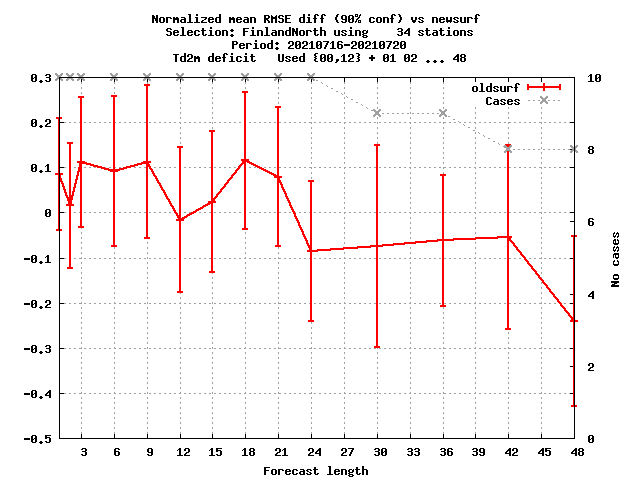 Normalized mean RMSE diff (90% conf) vs newsurf
Selection: FinlandNorth using    34 stations
Period: 20210716-20210720
Td2m deficit   Used {00,12} + 01 02 ... 48
oldsurf
Cases
0.3
0.2
0.1
0
-0.1
-0.2
-0.3
-0.4
-0.5
10
8
6
4
2
0
No cases
3 6 9 12 15 18 21 24 27 30 33 36 39 42 45 48
Forecast length